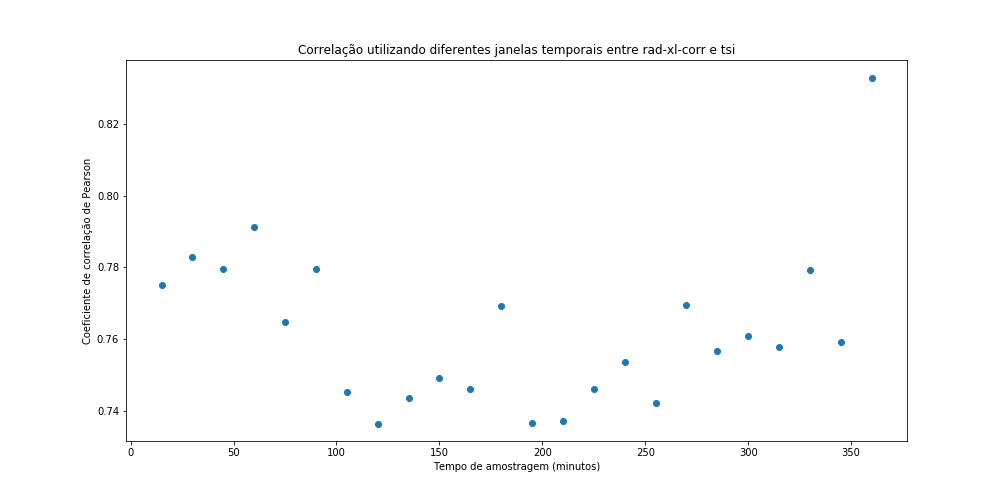 Correlação utilizando diferentes janelas temporais entre rad-xl-corr e tsi
Coeficiente de correlação de Pearson
0.82
0.80
0.78
0.76
0.74
0 50 100 150 200 250 300 350
Tempo de amostragem (minutos)